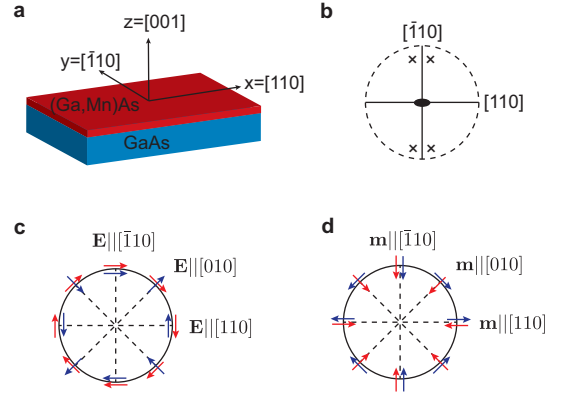 a
z=[001]
y=[1̄10]
x=[110]
(Ga,Mn)As
GaAs
b
[1̄10]
[110]
c
E||[1̄10]
E||[010]
E||[110]
d
m||[1̄10]
m||[010]
m||[110]